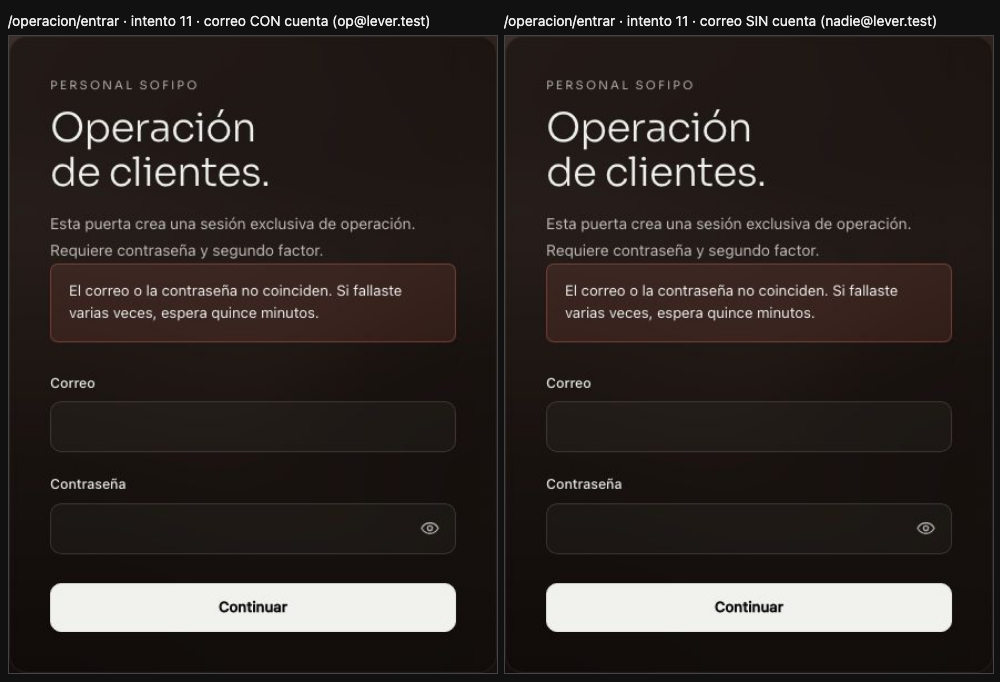 /operacion/entrar · intento 11 · correo CON cuenta (op@lever.test)
PERSONAL SOFIPO
Operación
de clientes.
Esta puerta crea una sesión exclusiva de operación.
Requiere contraseña y segundo factor.
El correo o la contraseña no coinciden. Si fallaste
varias veces, espera quince minutos.
Correo
Contraseña
Continuar
/operacion/entrar · intento 11 · correo SIN cuenta (nadie@lever.test)
PERSONAL SOFIPO
Operación
de clientes.
Esta puerta crea una sesión exclusiva de operación.
Requiere contraseña y segundo factor.
El correo o la contraseña no coinciden. Si fallaste
varias veces, espera quince minutos.
Correo
Contraseña
Continuar